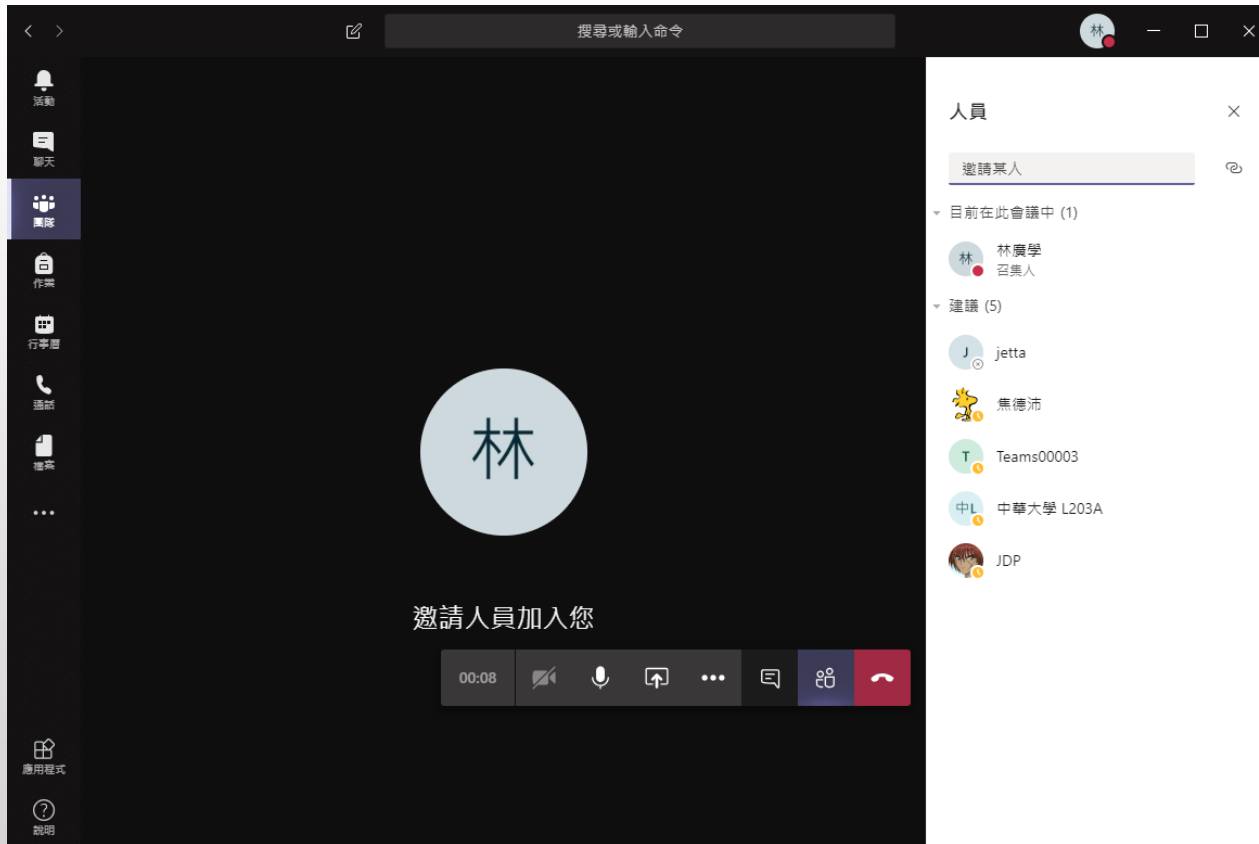 搜尋或輸入命令
林
活動
聊天
團隊
作業
行事曆
通話
檔案
應用程式
說明
林
邀請人員加入您
00:08
人員
邀請某人
目前在此會議中 (1)
林
林廣學
召集人
建議 (5)
J
jetta
焦德沛
T
Teams00003
中L
中華大學 L203A
JDP